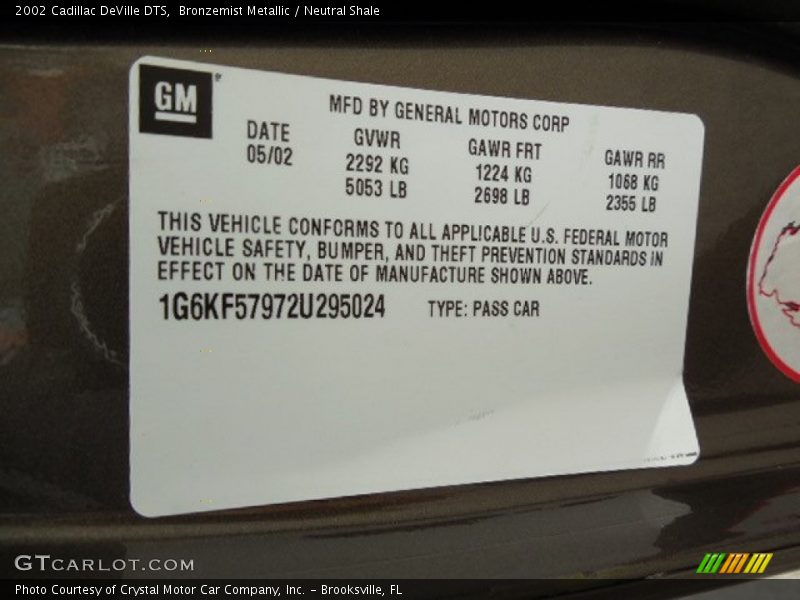 2002 Cadillac DeVille DTS, Bronzemist Metallic / Neutral Shale
GM
MFD BY GENERAL MOTORS CORP
DATE GVWR GAWR FRT GAWR RR
05/02 2292 KG 1224 KG 1068 KG
5053 LB 2698 LB 2355 LB
THIS VEHICLE CONFORMS TO ALL APPLICABLE U.S. FEDERAL MOTOR
VEHICLE SAFETY, BUMPER, AND THEFT PREVENTION STANDARDS IN
EFFECT ON THE DATE OF MANUFACTURE SHOWN ABOVE.
1G6KF57972U295024 TYPE: PASS CAR
GTCARLOT.COM
Photo Courtesy of Crystal Motor Car Company, Inc. - Brooksville, FL